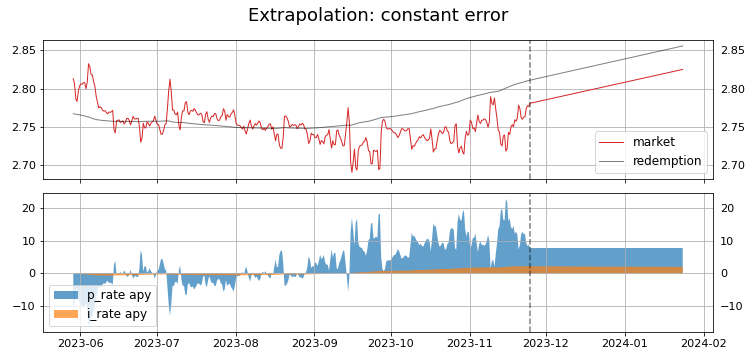 Extrapolation: constant error
2.85 2.85
2.80 2.80
2.75 2.75
2.70 2.70
market
redemption
20 20
10 10
0 0
−10 −10
p_rate apy
i_rate apy
2023-06 2023-07 2023-08 2023-09 2023-10 2023-11 2023-12 2024-01 2024-02